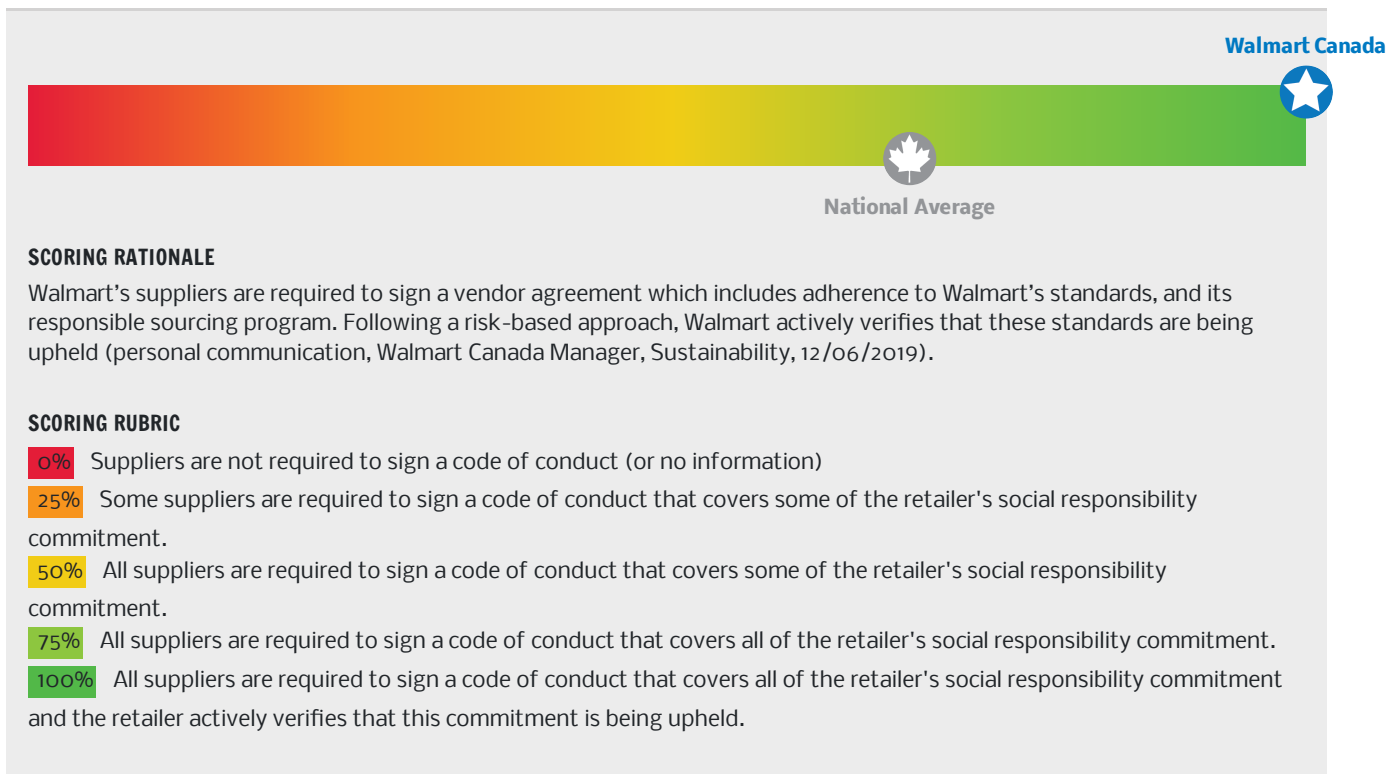 Walmart Canada
National Average
SCORING RATIONALE
Walmart’s suppliers are required to sign a vendor agreement which includes adherence to Walmart’s standards, and its
responsible sourcing program. Following a risk-based approach, Walmart actively verifies that these standards are being
upheld (personal communication, Walmart Canada Manager, Sustainability, 12/06/2019).
SCORING RUBRIC
0% Suppliers are not required to sign a code of conduct (or no information)
25% Some suppliers are required to sign a code of conduct that covers some of the retailer's social responsibility
commitment.
50% All suppliers are required to sign a code of conduct that covers some of the retailer's social responsibility
commitment.
75% All suppliers are required to sign a code of conduct that covers all of the retailer's social responsibility commitment.
100% All suppliers are required to sign a code of conduct that covers all of the retailer's social responsibility commitment
and the retailer actively verifies that this commitment is being upheld.